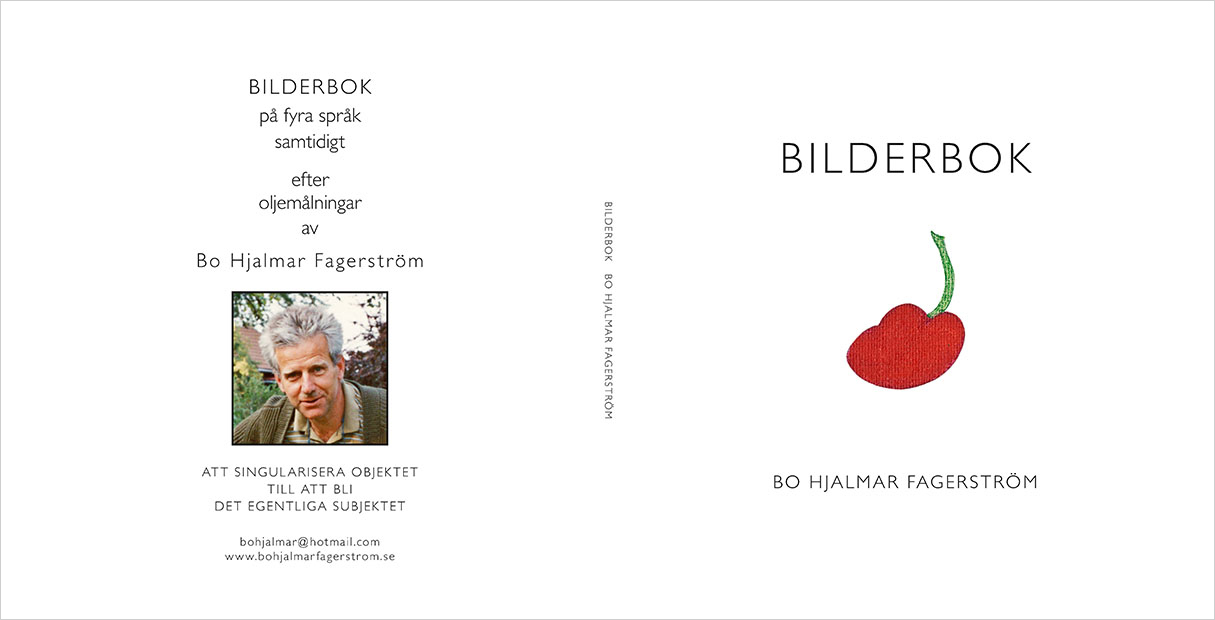 BILDERBOK
på fyra språk
samtidigt
efter
oljemålningar
av
Bo Hjalmar Fagerström
ATT SINGULARISERA OBJEKTET
TILL ATT BLI
DET EGENTLIGA SUBJEKTET
bohjalmar@hotmail.com
www.bohjalmarfagerstrom.se
BILDERBOK BO HJALMAR FAGERSTRÖM
BILDERBOK
BO HJALMAR FAGERSTRÖM